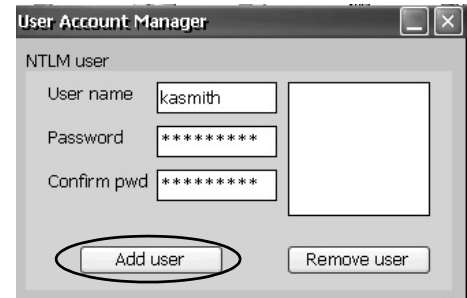 User Account Manager
NTLM user
User name kasmith
Password *********
Confirm pwd *********
Add user Remove user